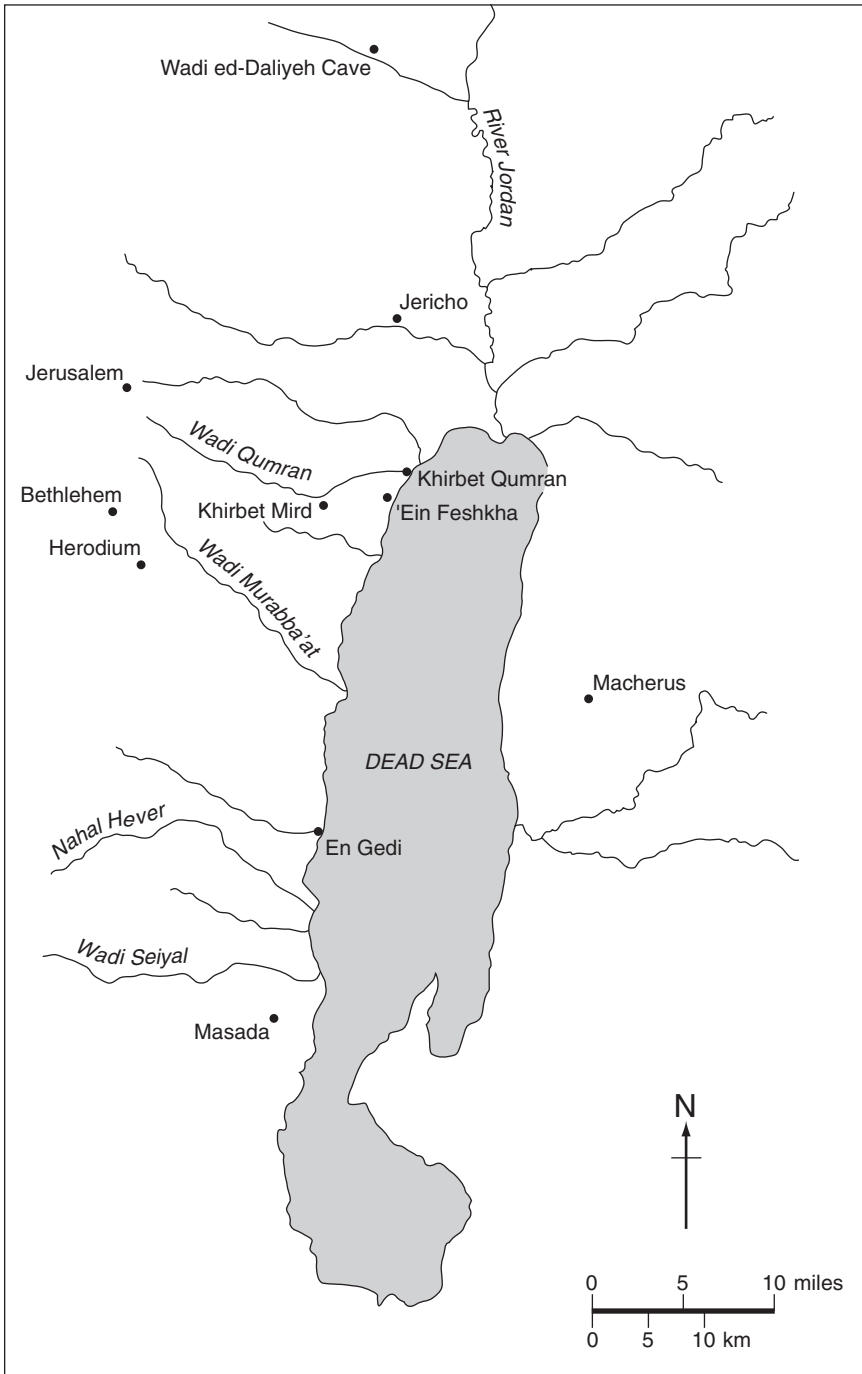 Wadi ed-Daliyeh Cave
River Jordan
Jericho
Jerusalem
Wadi Qumran
Khirbet Qumran
Bethlehem
Khirbet Mird
'Ein Feshkha
Herodium
Wadi Murabba'at
Macherus
DEAD SEA
Nahal Hever
En Gedi
Wadi Seiyal
Masada
N
0 5 10 miles
0 5 10 km